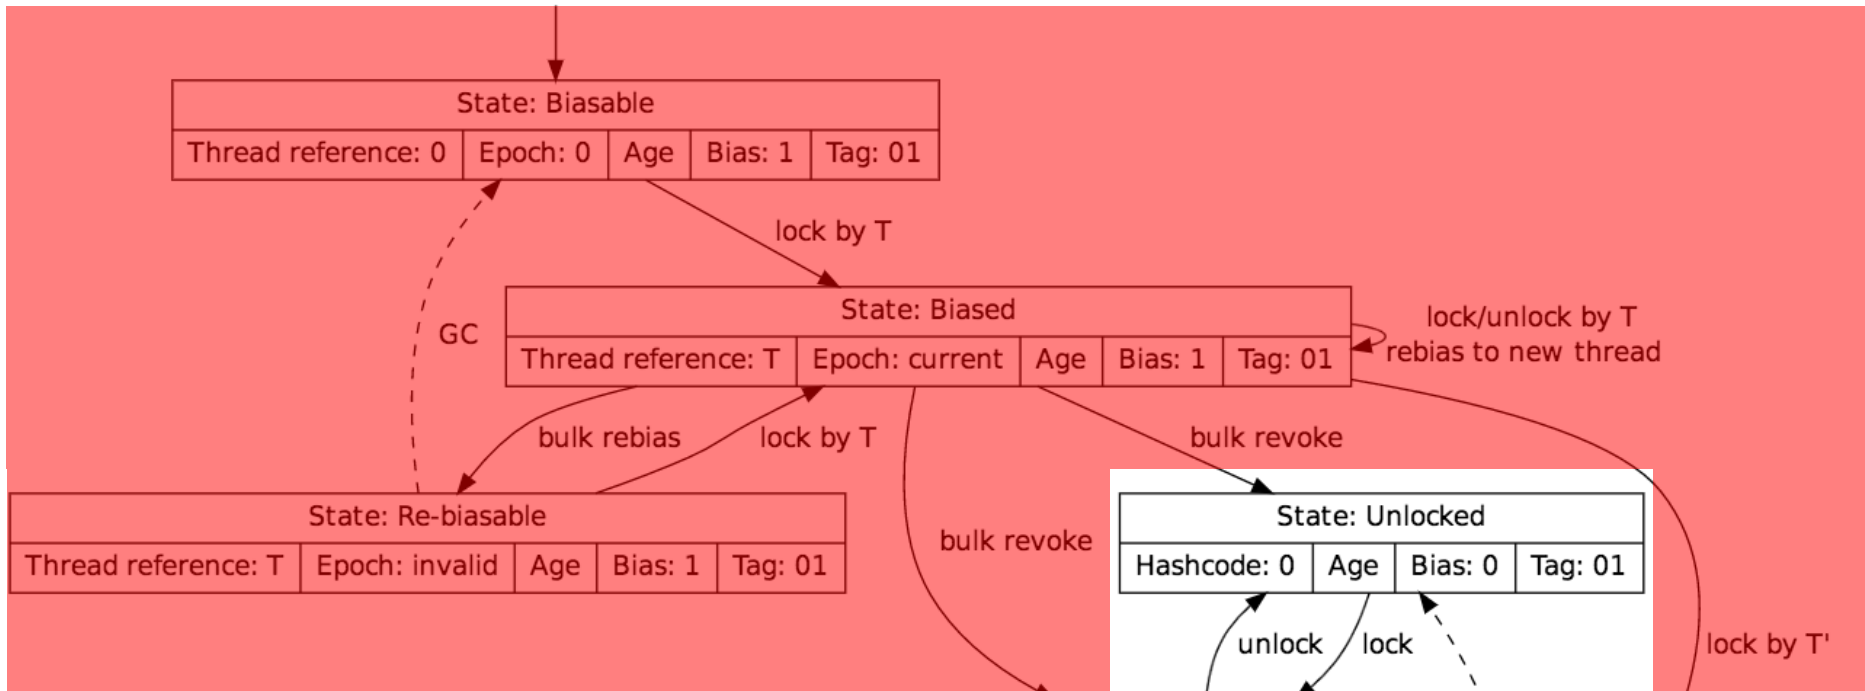 State: Biasable
Thread reference: 0 Epoch: 0 Age Bias: 1 Tag: 01
lock by T
State: Biased
Thread reference: T Epoch: current Age Bias: 1 Tag: 01
lock/unlock by T
rebias to new thread
GC
bulk rebias
lock by T
bulk revoke
State: Re-biasable
Thread reference: T Epoch: invalid Age Bias: 1 Tag: 01
bulk revoke
State: Unlocked
Hashcode: 0 Age Bias: 0 Tag: 01
unlock
lock
lock by T'